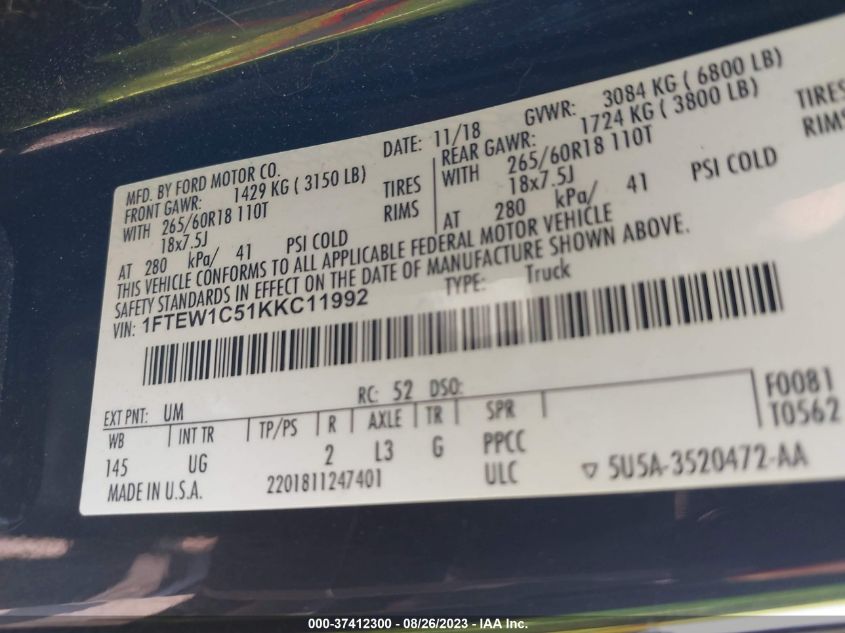 MFD. BY FORD MOTOR CO.
DATE: 11/18
GVWR: 3084 KG ( 6800 LB)
FRONT GAWR: 1429 KG ( 3150 LB)
WITH 265/60R18 110T TIRES
18x7.5J RIMS
AT 280 kPa/ 41 PSI COLD
REAR GAWR: 1724 KG ( 3800 LB)
WITH 265/60R18 110T TIRES
18x7.5J RIMS
AT 280 kPa/ 41 PSI COLD
THIS VEHICLE CONFORMS TO ALL APPLICABLE FEDERAL MOTOR VEHICLE
SAFETY STANDARDS IN EFFECT ON THE DATE OF MANUFACTURE SHOWN ABOVE.
VIN: 1FTEW1C51KKC11992
TYPE: Truck
EXT PNT: UM
RC: 52 DSO:
F0081
T0562
WB INT TR TP/PS R AXLE TR SPR
145 UG 2 L3 G PPCC
MADE IN U.S.A. 2201811247401 ULC ▽ 5U5A-3520472-AA
000-37412300 - 08/26/2023 - IAA Inc.